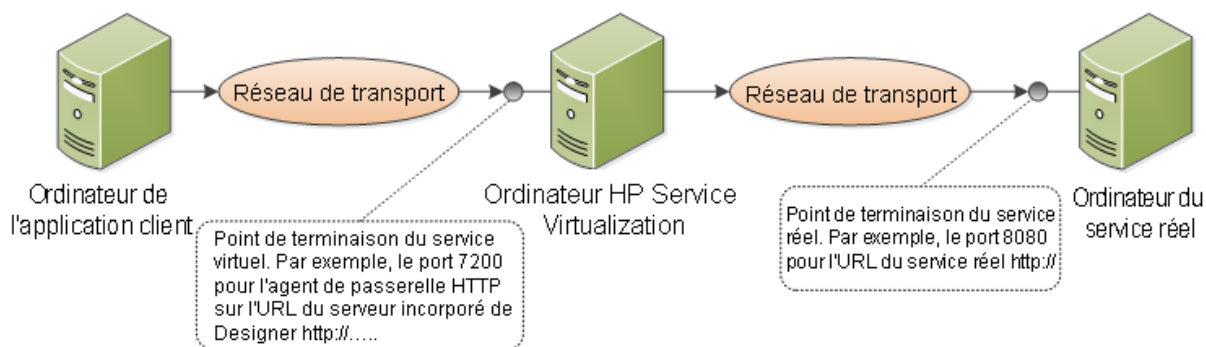 Réseau de transport
Réseau de transport
Ordinateur de
l'application client
Ordinateur HP Service
Virtualization
Ordinateur du
service réel
Point de terminaison du service
virtuel. Par exemple, le port 7200
pour l'agent de passerelle HTTP
sur l'URL du serveur incorporé de
Designer http://.....
Point de terminaison du service
réel. Par exemple, le port 8080
pour l'URL du service réel http://